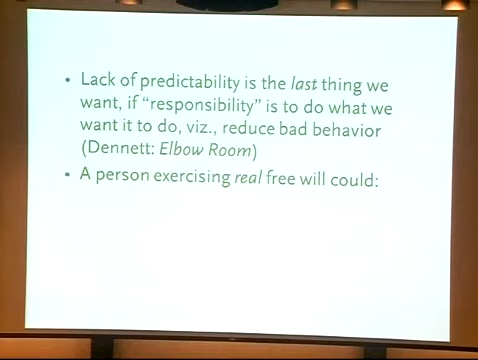 • Lack of predictability is the last thing we
want, if “responsibility” is to do what we
want it to do, viz., reduce bad behavior
(Dennett: Elbow Room)
• A person exercising real free will could: